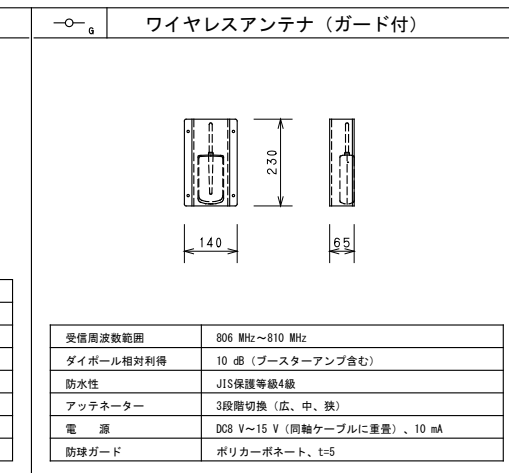 G ワイヤレスアンテナ（ガード付）
230
140 65
受信周波数範囲 806 MHz～810 MHz
ダイポール相対利得 10 dB（ブースターアンプ含む）
防水性 JIS保護等級4級
アッテネーター 3段階切換（広、中、狭）
電　源 DC8 V～15 V（同軸ケーブルに重畳）、10 mA
防球ガード ポリカーボネート、t=5